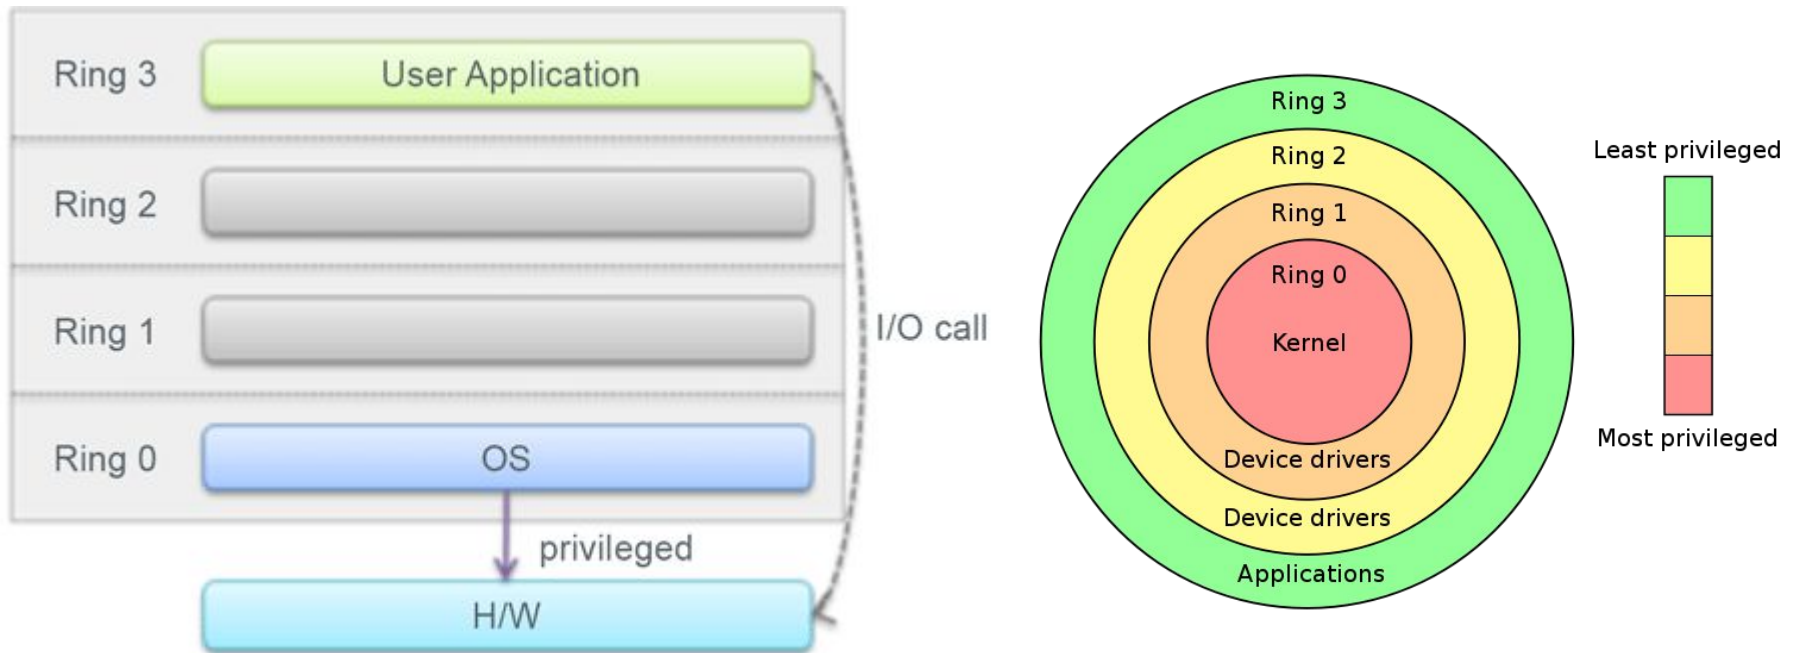 Ring 3
User Application
Ring 2
Ring 1
I/O call
Ring 0
OS
privileged
H/W
Ring 3
Ring 2
Ring 1
Ring 0
Kernel
Device drivers
Device drivers
Applications
Least privileged
Most privileged